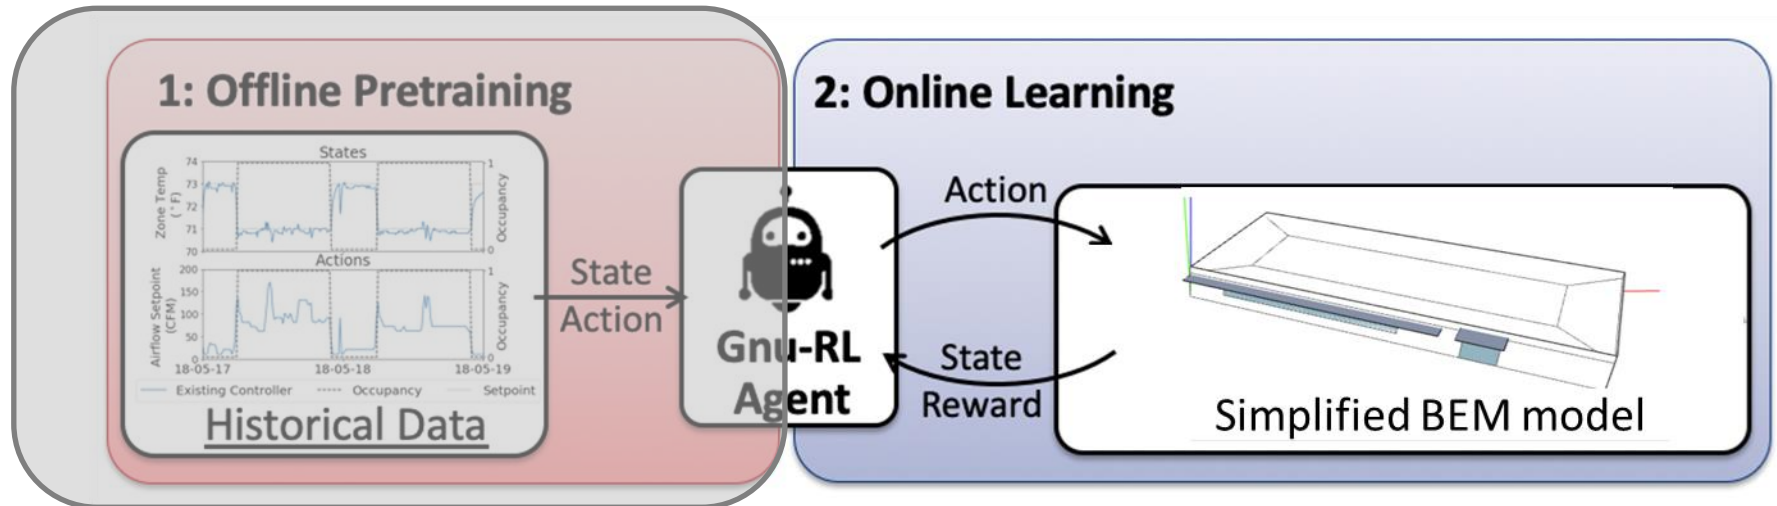 1: Offline Pretraining
States
Zone Temp
(°F)
74
73
72
71
70
1
0
Occupancy
Actions
Airflow Setpoint
(CFM)
200
150
100
50
0
1
0
Occupancy
18-05-17 18-05-18 18-05-19
Existing Controller Occupancy Setpoint
Historical Data
State
Action
Gnu-RL
Agent
2: Online Learning
Action
State
Reward
Simplified BEM model